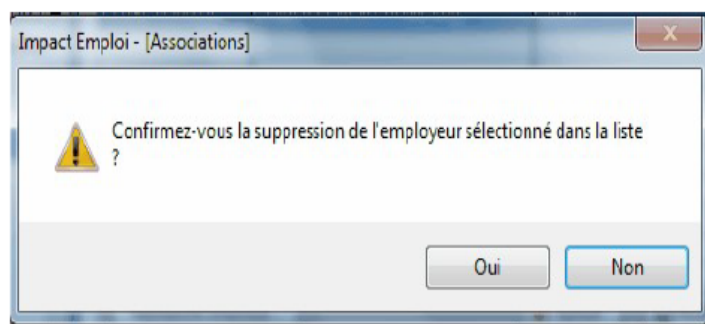 Impact Emploi - [Associations]
Confirmez-vous la suppression de l'employeur sélectionné dans la liste
?
Oui
Non